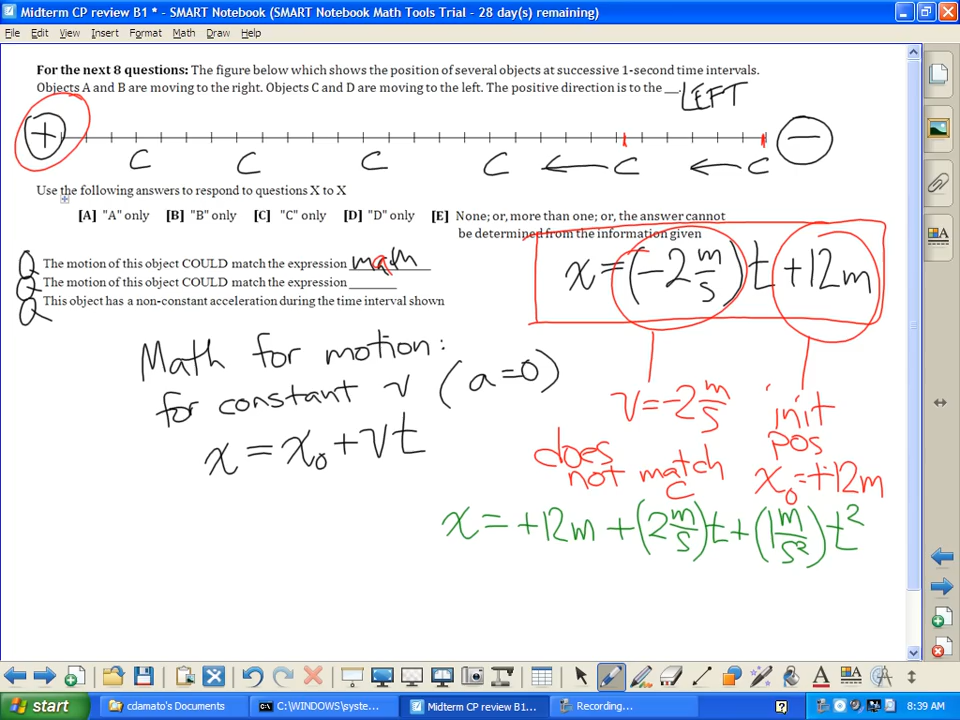 Midterm CP review B1 * - SMART Notebook (SMART Notebook Math Tools Trial - 28 day(s) remaining)
File Edit View Insert Format Math Draw Help
For the next 8 questions: The figure below which shows the position of several objects at successive 1-second time intervals.
Objects A and B are moving to the right. Objects C and D are moving to the left. The positive direction is to the __.
LEFT
+ −
C C C C ← C ← C
Use the following answers to respond to questions X to X
[A] "A" only [B] "B" only [C] "C" only [D] "D" only [E] None; or, more than one; or, the answer cannot
be determined from the information given
Q The motion of this object COULD match the expression math
Q The motion of this object COULD match the expression ______
Q This object has a non-constant acceleration during the time interval shown
x = (-2 m/s) t + 12m
Math for motion:
for constant v (a=0)
x = x₀ + vt
v = -2 m/s
does not match C
init pos
x₀ = +12m
x = +12m + (2 m/s)t + (1 m/s²) t²
start
cdamato's Documents
C:\WINDOWS\syste...
Midterm CP review B1...
Recording...
8:39 AM